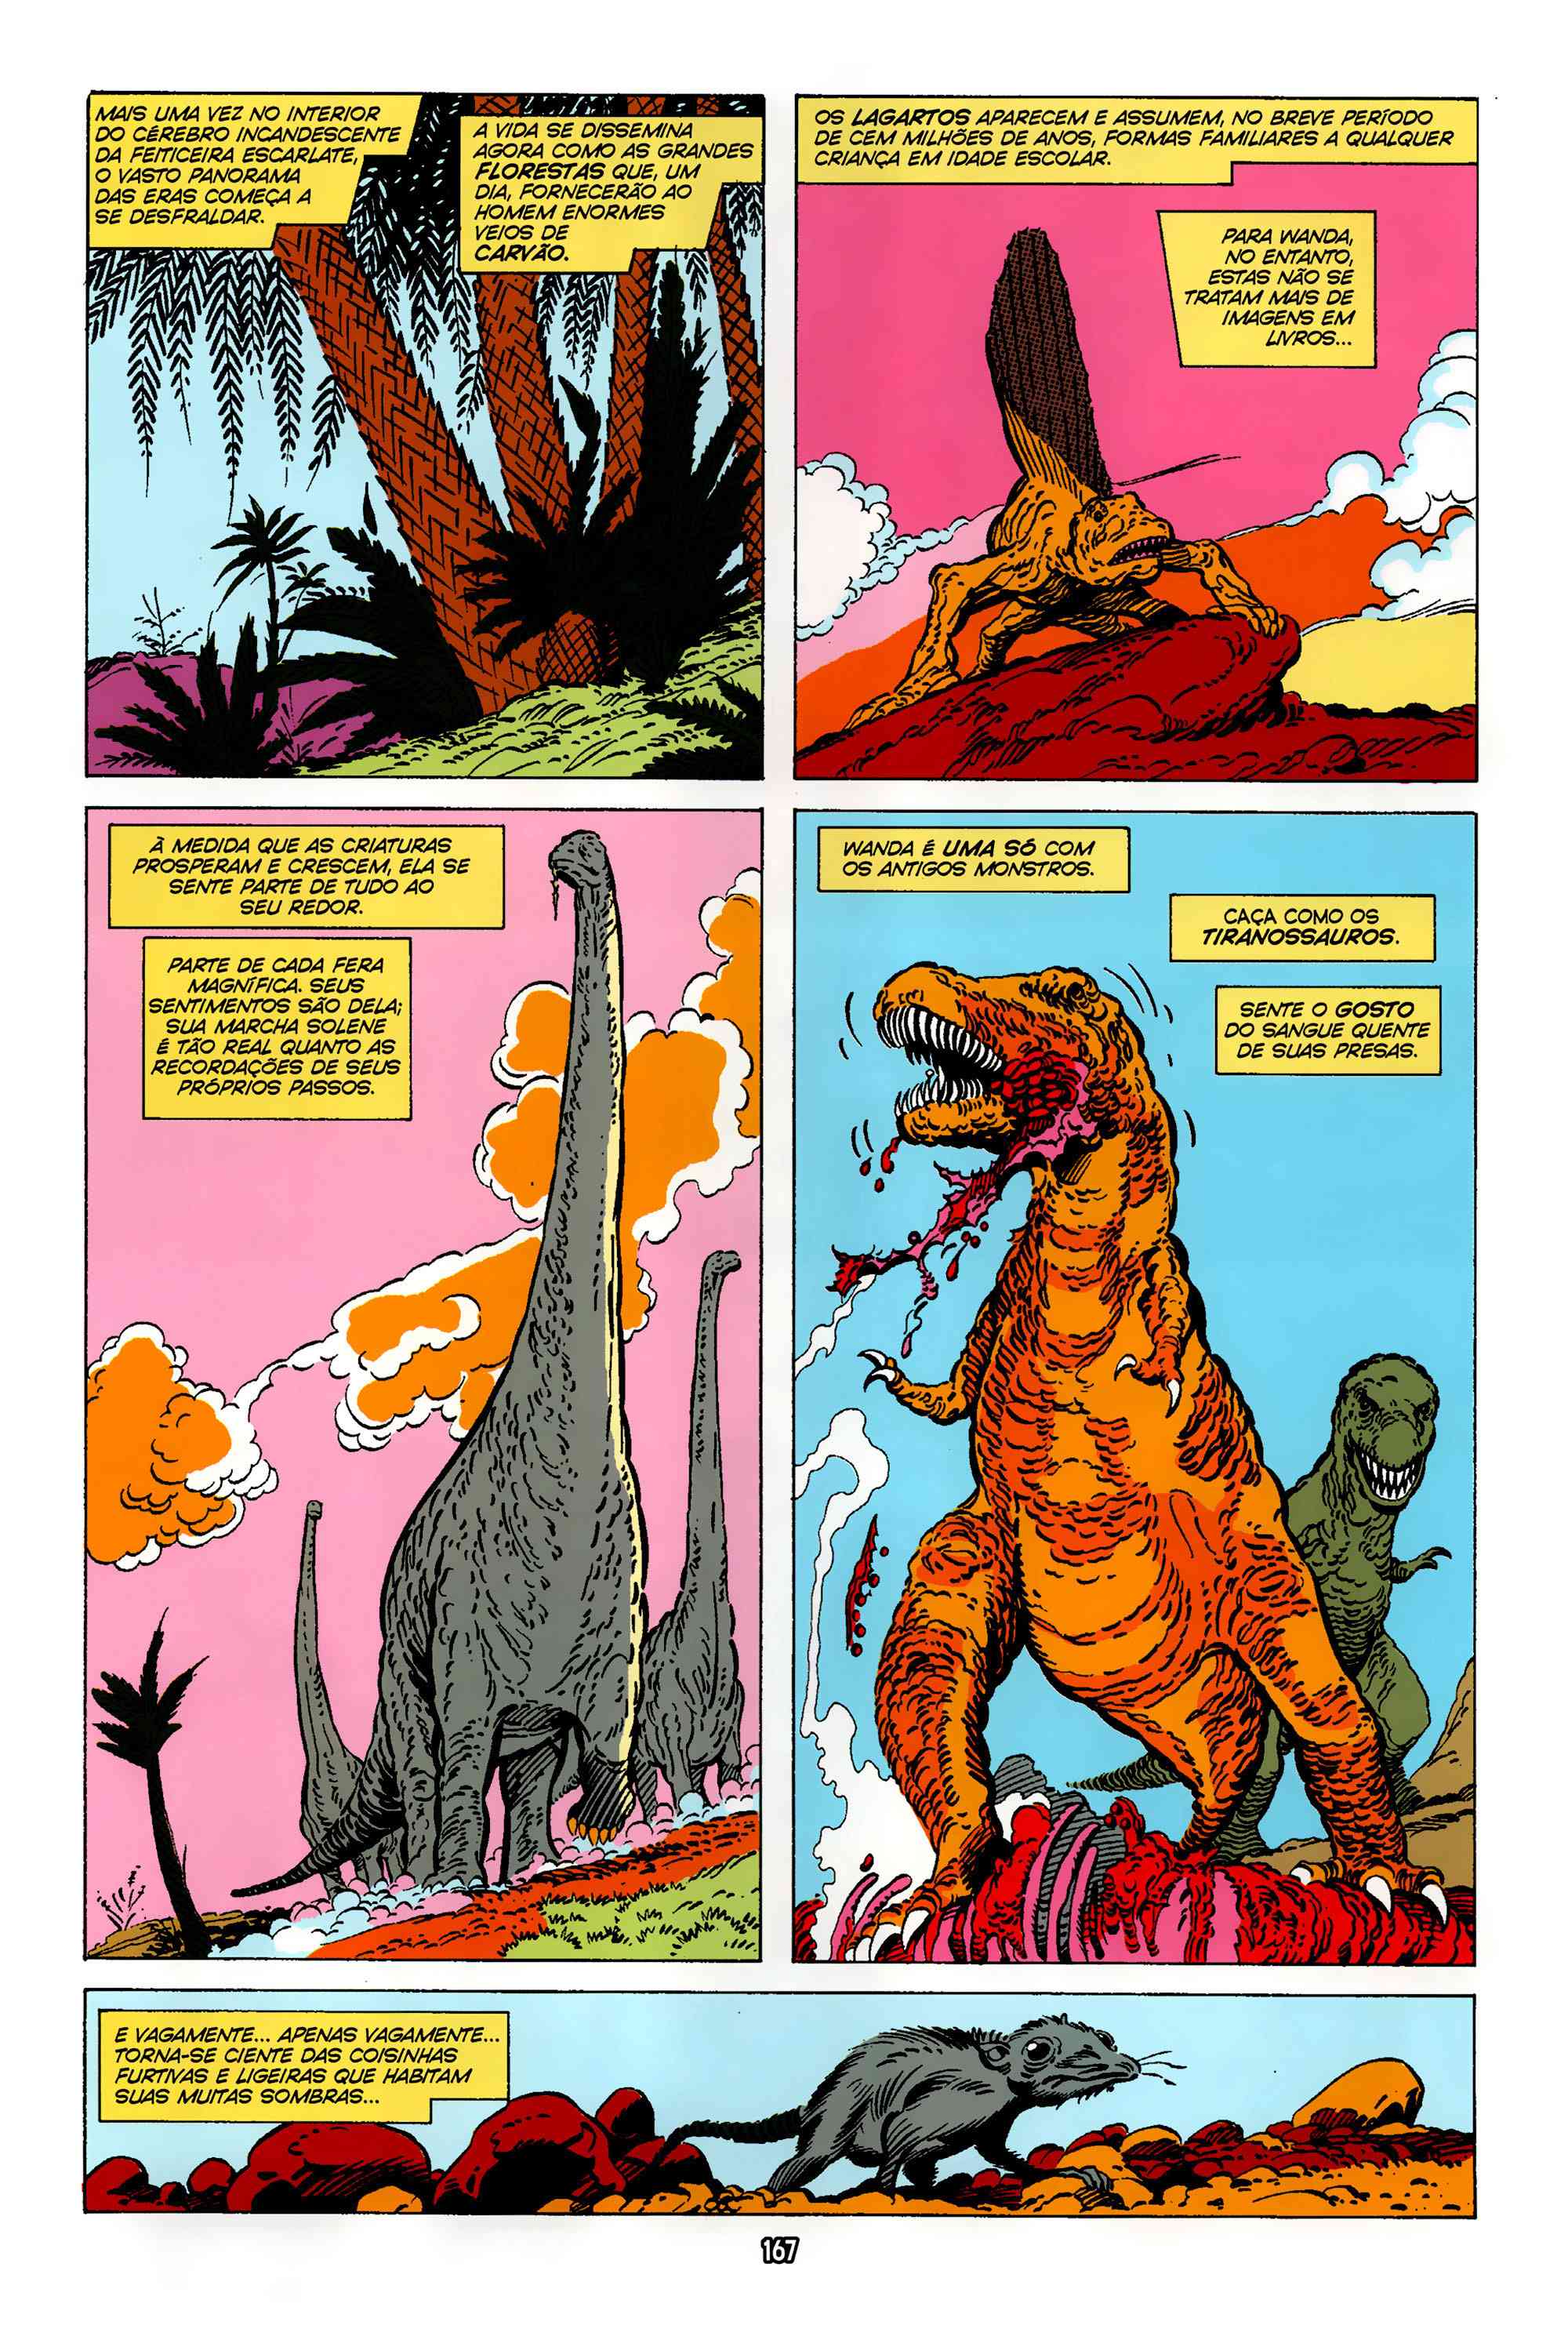 MAIS UMA VEZ NO INTERIOR
DO CÉREBRO INCANDESCENTE
DA FEITICEIRA ESCARLATE,
O VASTO PANORAMA
DAS ERAS COMEÇA A
SE DESFRALDAR.
A VIDA SE DISSEMINA
AGORA COMO AS GRANDES
FLORESTAS QUE, UM
DIA, FORNECERÃO AO
HOMEM ENORMES
VEIOS DE
CARVÃO.
OS LAGARTOS APARECEM E ASSUMEM, NO BREVE PERÍODO
DE CEM MILHÕES DE ANOS, FORMAS FAMILIARES A QUALQUER
CRIANÇA EM IDADE ESCOLAR.
PARA WANDA,
NO ENTANTO,
ESTAS NÃO SE
TRATAM MAIS DE
IMAGENS EM
LIVROS...
À MEDIDA QUE AS CRIATURAS
PROSPERAM E CRESCEM, ELA SE
SENTE PARTE DE TUDO AO
SEU REDOR.
PARTE DE CADA FERA
MAGNÍFICA. SEUS
SENTIMENTOS SÃO DELA;
SUA MARCHA SOLENE
É TÃO REAL QUANTO AS
RECORDAÇÕES DE SEUS
PRÓPRIOS PASSOS.
WANDA É UMA SÓ COM
OS ANTIGOS MONSTROS.
CAÇA COMO OS
TIRANOSSAUROS.
SENTE O GOSTO
DO SANGUE QUENTE
DE SUAS PRESAS.
E VAGAMENTE... APENAS VAGAMENTE...
TORNA-SE CIENTE DAS COISINHAS
FURTIVAS E LIGEIRAS QUE HABITAM
SUAS MUITAS SOMBRAS...
167